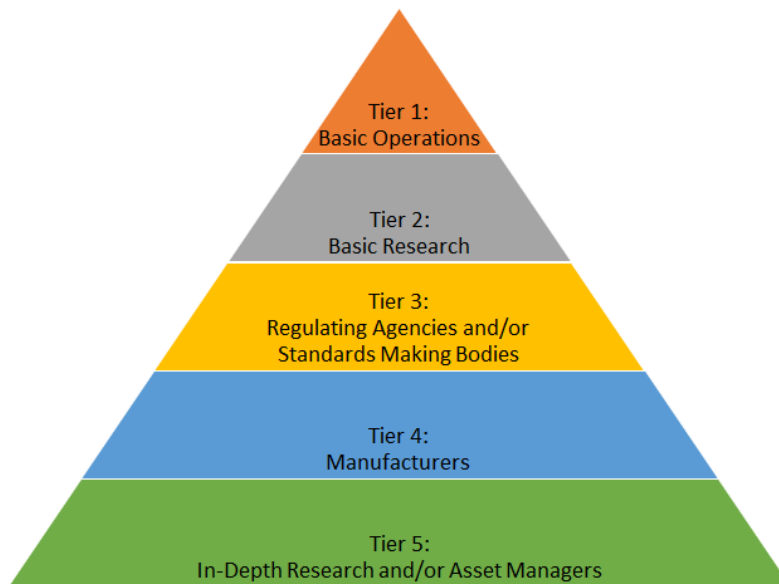 Tier 1:
Basic Operations
Tier 2:
Basic Research
Tier 3:
Regulating Agencies and/or
Standards Making Bodies
Tier 4:
Manufacturers
Tier 5:
In-Depth Research and/or Asset Managers